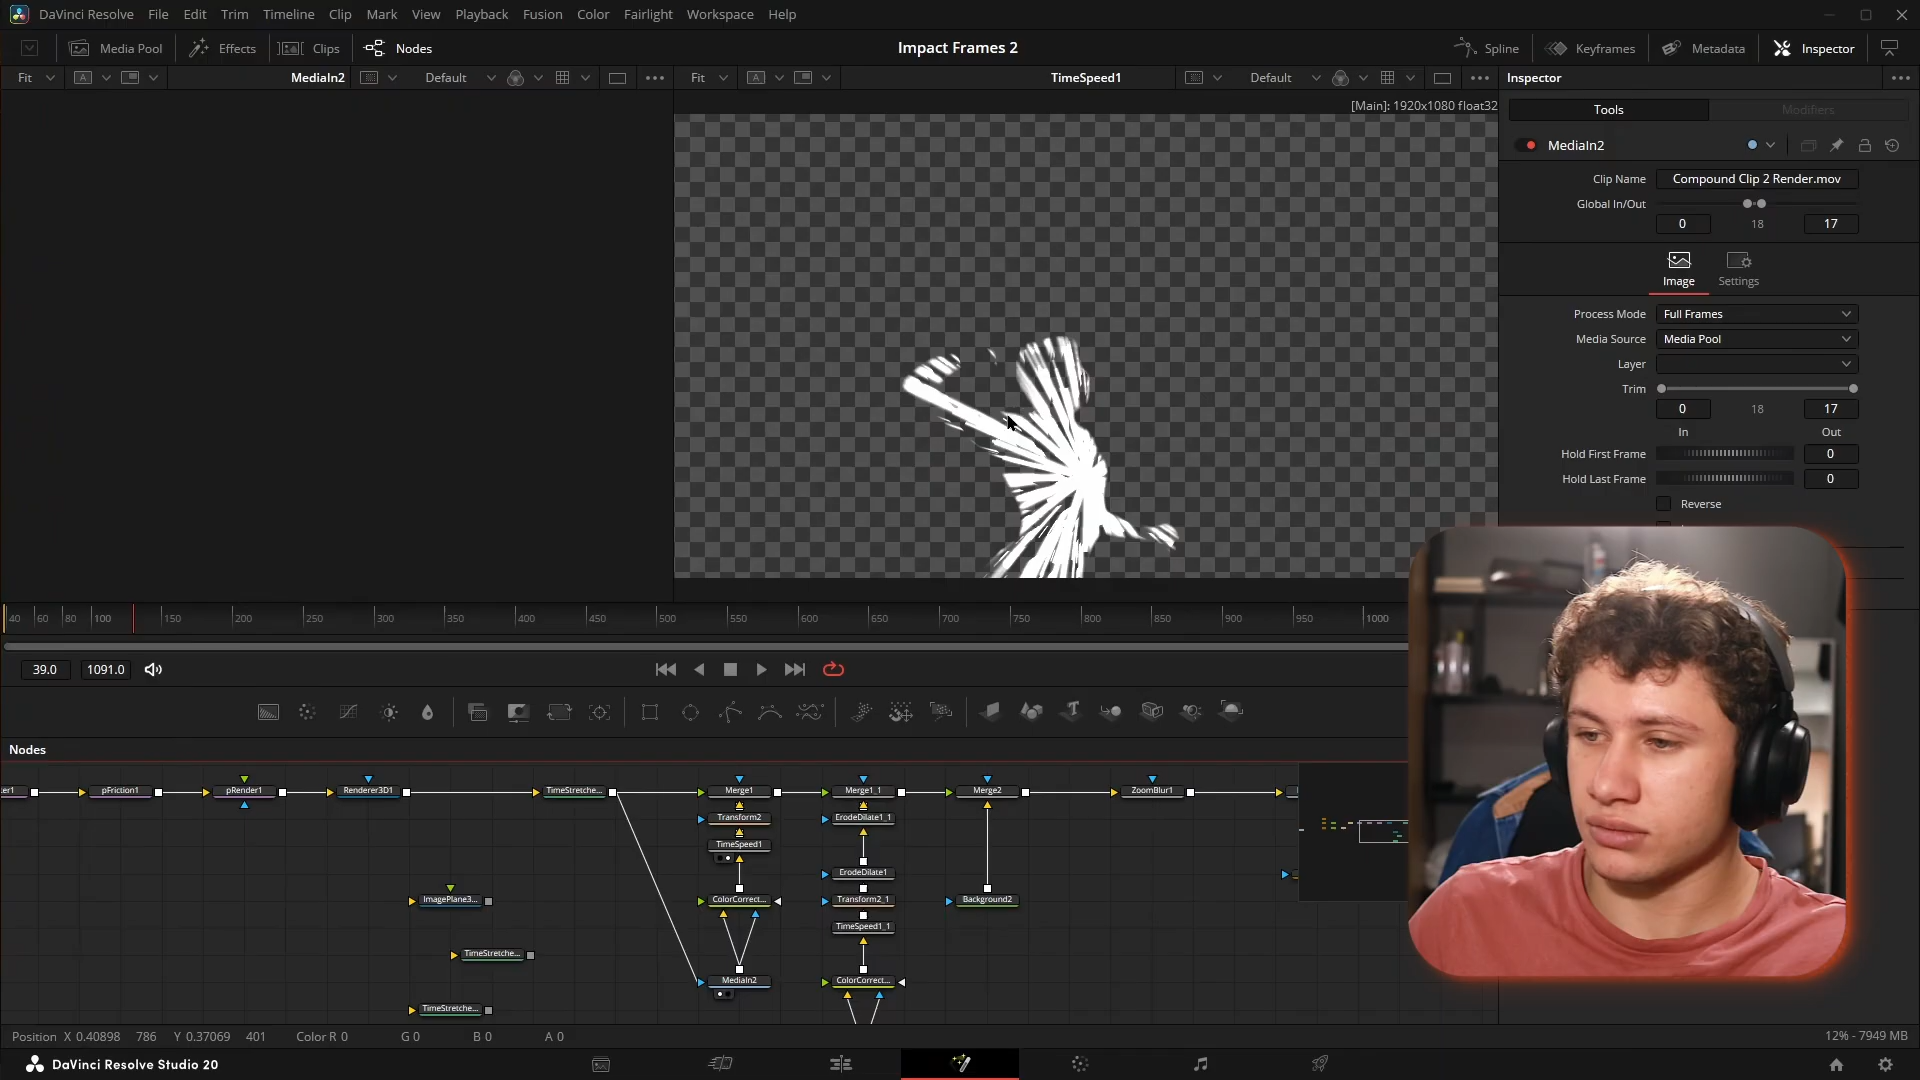 DaVinci Resolve File Edit Trim Timeline Clip Mark View Playback Fusion Color Fairlight Workspace Help
Media Pool Effects Clips Nodes Impact Frames 2 Spline Keyframes Metadata Inspector
Fit A MediaIn2 Default ••• Fit A TimeSpeed1 Default ••• Inspector •••
[Main]: 1920x1080 float32
Tools Modifiers
MediaIn2
Clip Name Compound Clip 2 Render.mov
Global In/Out
0 18 17
Image Settings
Process Mode Full Frames
Media Source Media Pool
Layer
Trim
0 18 17
In Out
Hold First Frame 0
Hold Last Frame 0
Reverse
40 60 80 100 150 200 250 300 350 400 450 500 550 600 650 700 750 800 850 900 950 1000
39.0 1091.0
Nodes
er1 pFriction1 pRender1 Renderer3D1 TimeStretche... Merge1 Merge1_1 Merge2 ZoomBlur1
Transform2 ErodeDilate1_1
TimeSpeed1
ErodeDilate1
ImagePlane3... ColorCorrect... Transform2_1 Background2
TimeSpeed1_1
TimeStretche...
MediaIn2 ColorCorrect...
TimeStretche...
Position X 0.40898 786 Y 0.37069 401 Color R 0 G 0 B 0 A 0 12% - 7949 MB
DaVinci Resolve Studio 20